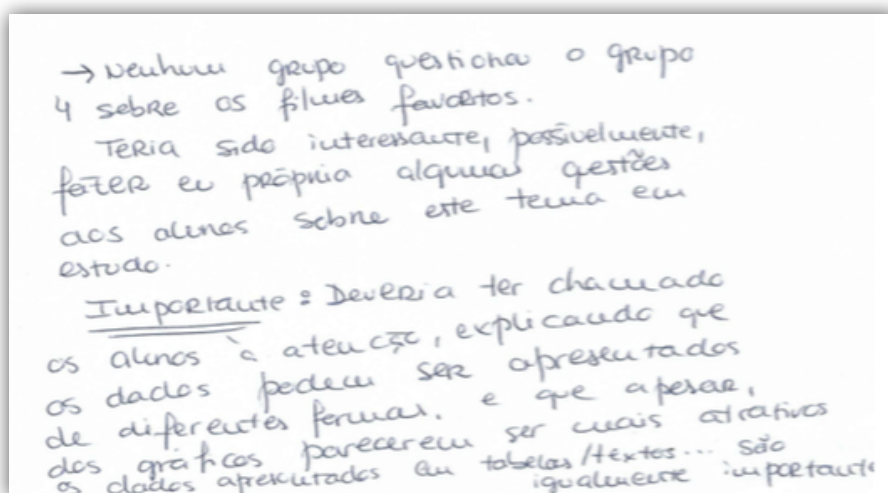 → Nenhum grupo questiona o grupo
4 sobre os filmes favoritos.
Teria sido interessante, possivelmente,
fazer eu própria algumas questões
aos alunos sobre este tema em
estudo.
Importante: Deveria ter chamado
os alunos à atenção, explicando que
os dados podem ser apresentados
de diferentes formas. e que apesar,
dos gráficos parecerem ser mais atrativos
os dados apresentados em tabelas/textos... são
igualmente importante